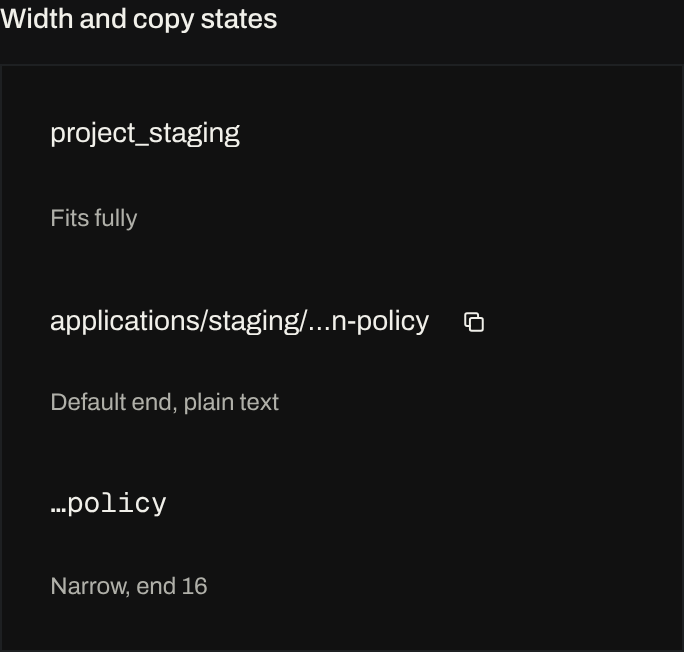 Width and copy states
project_staging
Fits fully
applications/staging/…n-policy
Default end, plain text
…policy
Narrow, end 16